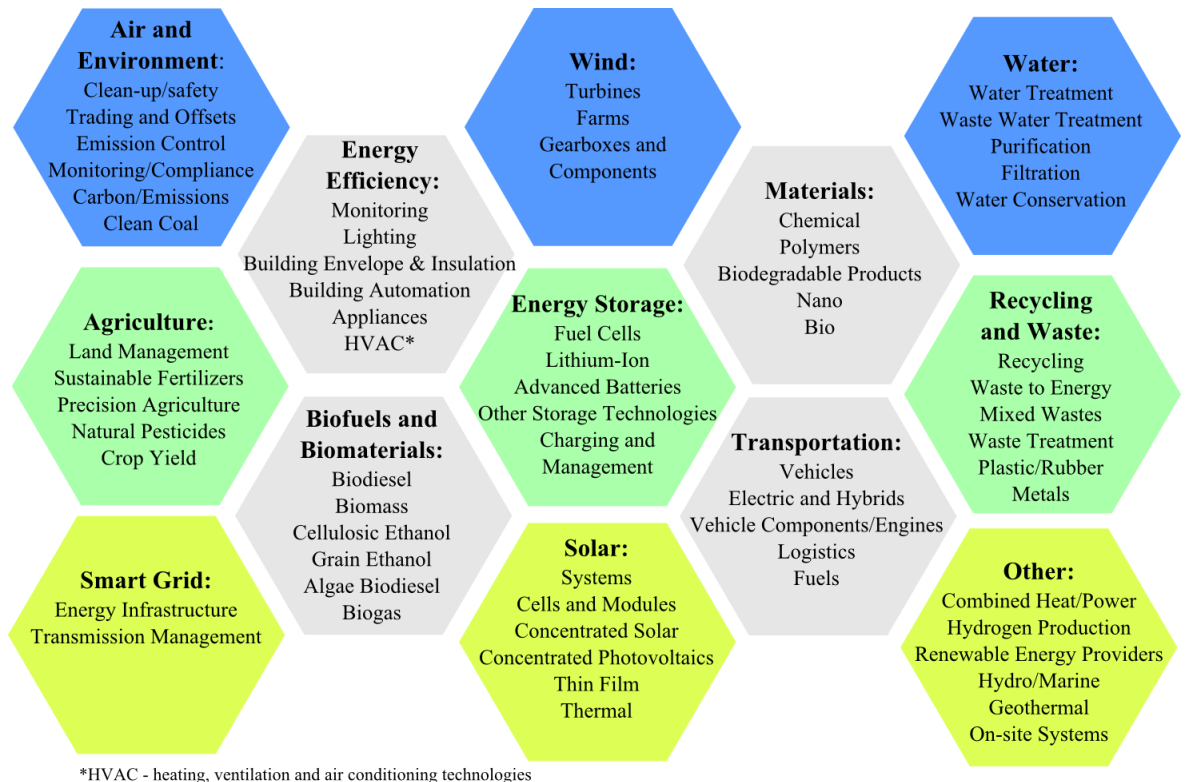 Air and
Environment:
Clean-up/safety
Trading and Offsets
Emission Control
Monitoring/Compliance
Carbon/Emissions
Clean Coal
Energy
Efficiency:
Monitoring
Lighting
Building Envelope & Insulation
Building Automation
Appliances
HVAC*
Wind:
Turbines
Farms
Gearboxes and
Components
Materials:
Chemical
Polymers
Biodegradable Products
Nano
Bio
Water:
Water Treatment
Waste Water Treatment
Purification
Filtration
Water Conservation
Agriculture:
Land Management
Sustainable Fertilizers
Precision Agriculture
Natural Pesticides
Crop Yield
Biofuels and
Biomaterials:
Biodiesel
Biomass
Cellulosic Ethanol
Grain Ethanol
Algae Biodiesel
Biogas
Energy Storage:
Fuel Cells
Lithium-Ion
Advanced Batteries
Other Storage Technologies
Charging and
Management
Transportation:
Vehicles
Electric and Hybrids
Vehicle Components/Engines
Logistics
Fuels
Recycling
and Waste:
Recycling
Waste to Energy
Mixed Wastes
Waste Treatment
Plastic/Rubber
Metals
Smart Grid:
Energy Infrastructure
Transmission Management
Solar:
Systems
Cells and Modules
Concentrated Solar
Concentrated Photovoltaics
Thin Film
Thermal
Other:
Combined Heat/Power
Hydrogen Production
Renewable Energy Providers
Hydro/Marine
Geothermal
On-site Systems
*HVAC - heating, ventilation and air conditioning technologies